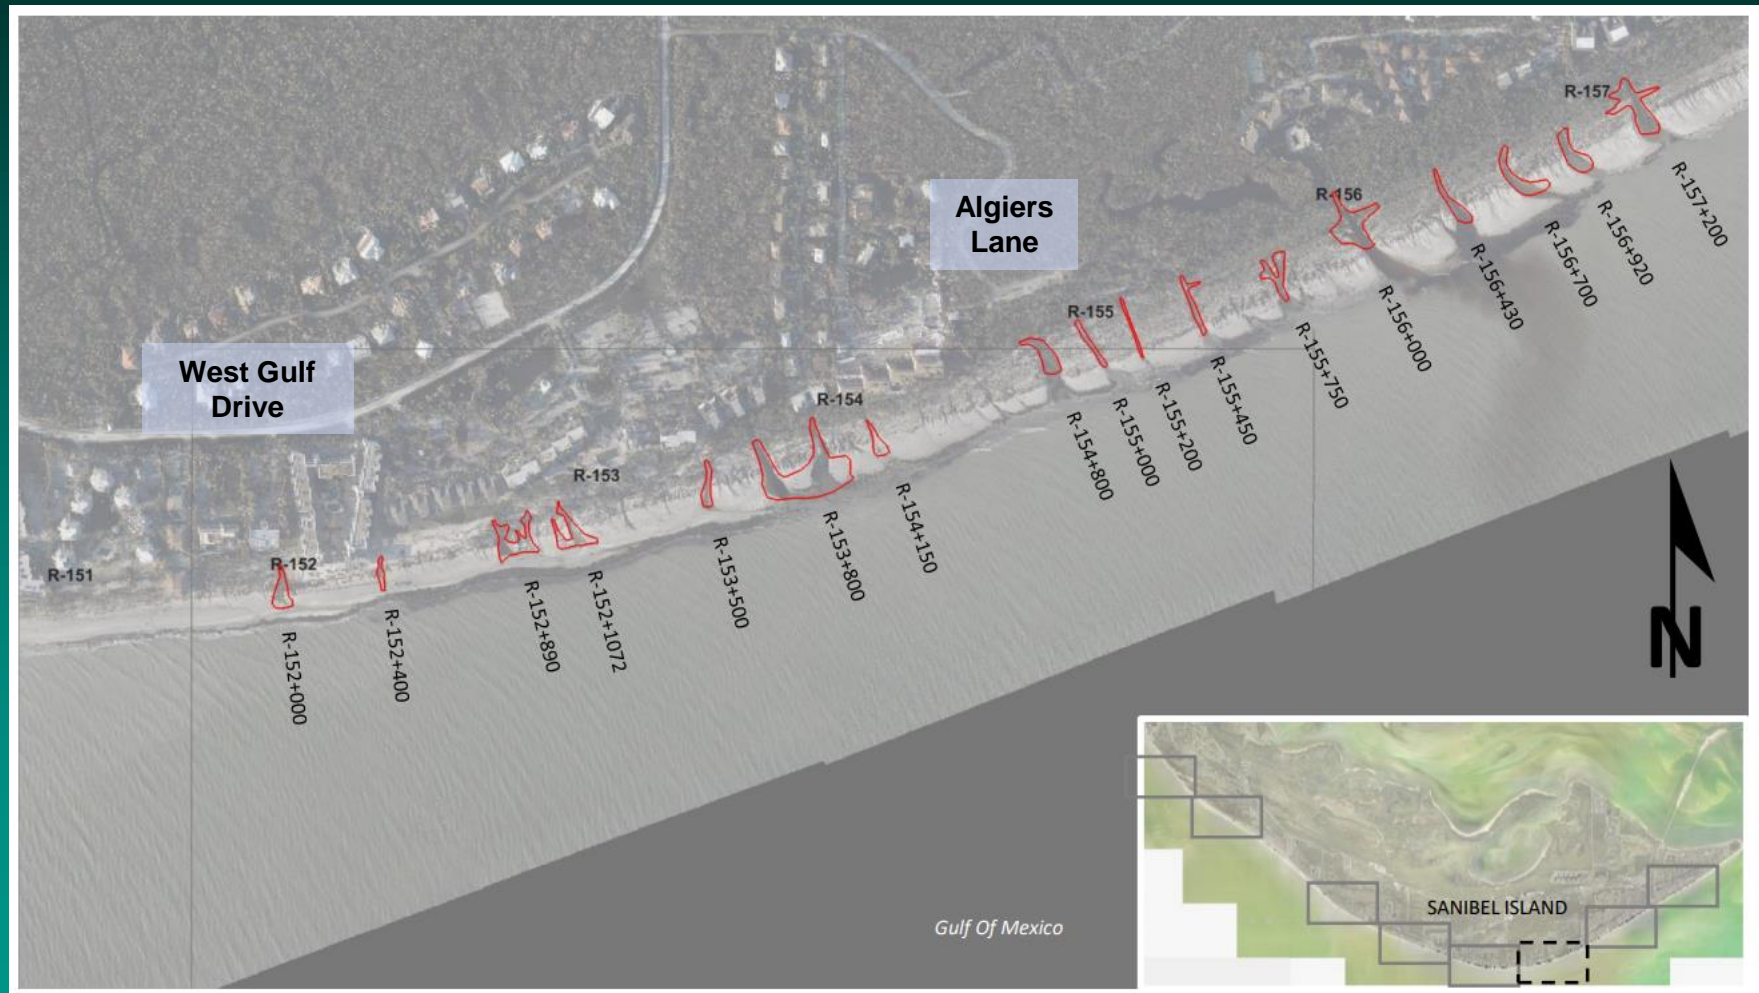 R-157
R-156
R-157+200
Algiers
Lane
R-156+920
R-156+700
R-156+430
R-156+000
R-155
R-155+750
R-155+450
R-155+200
R-155+000
R-154+800
West Gulf
Drive
R-154
R-153
R-154+150
R-153+800
R-153+500
R-152
R-151
R-152+1072
R-152+890
R-152+400
R-152+000
N
SANIBEL ISLAND
Gulf Of Mexico